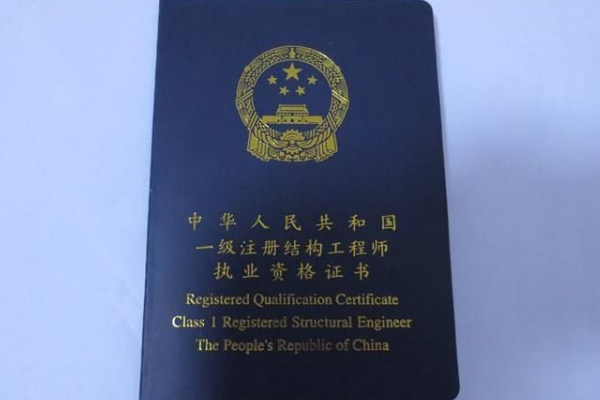 中华人民共和国
一级注册结构工程师
执业资格证书
Registered Qualification Certificate
Class 1 Registered Structural Engineer
The People's Republic of China